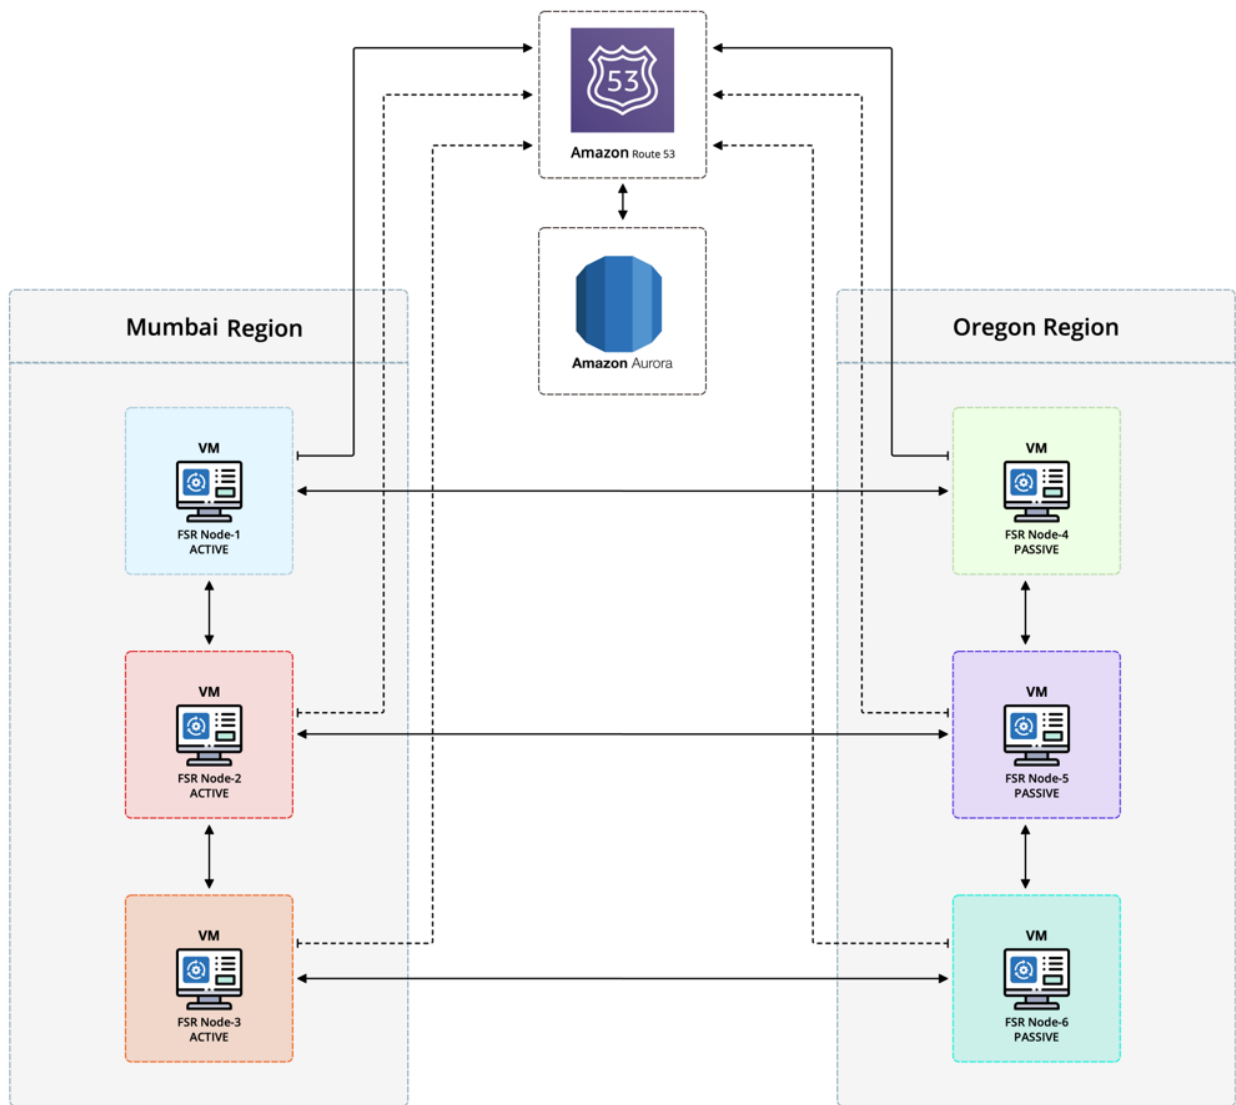 53
Amazon Route 53
Amazon Aurora
Mumbai Region
Oregon Region
VM
FSR Node-1
ACTIVE
VM
FSR Node-4
PASSIVE
VM
FSR Node-2
ACTIVE
VM
FSR Node-5
PASSIVE
VM
FSR Node-3
ACTIVE
VM
FSR Node-6
PASSIVE